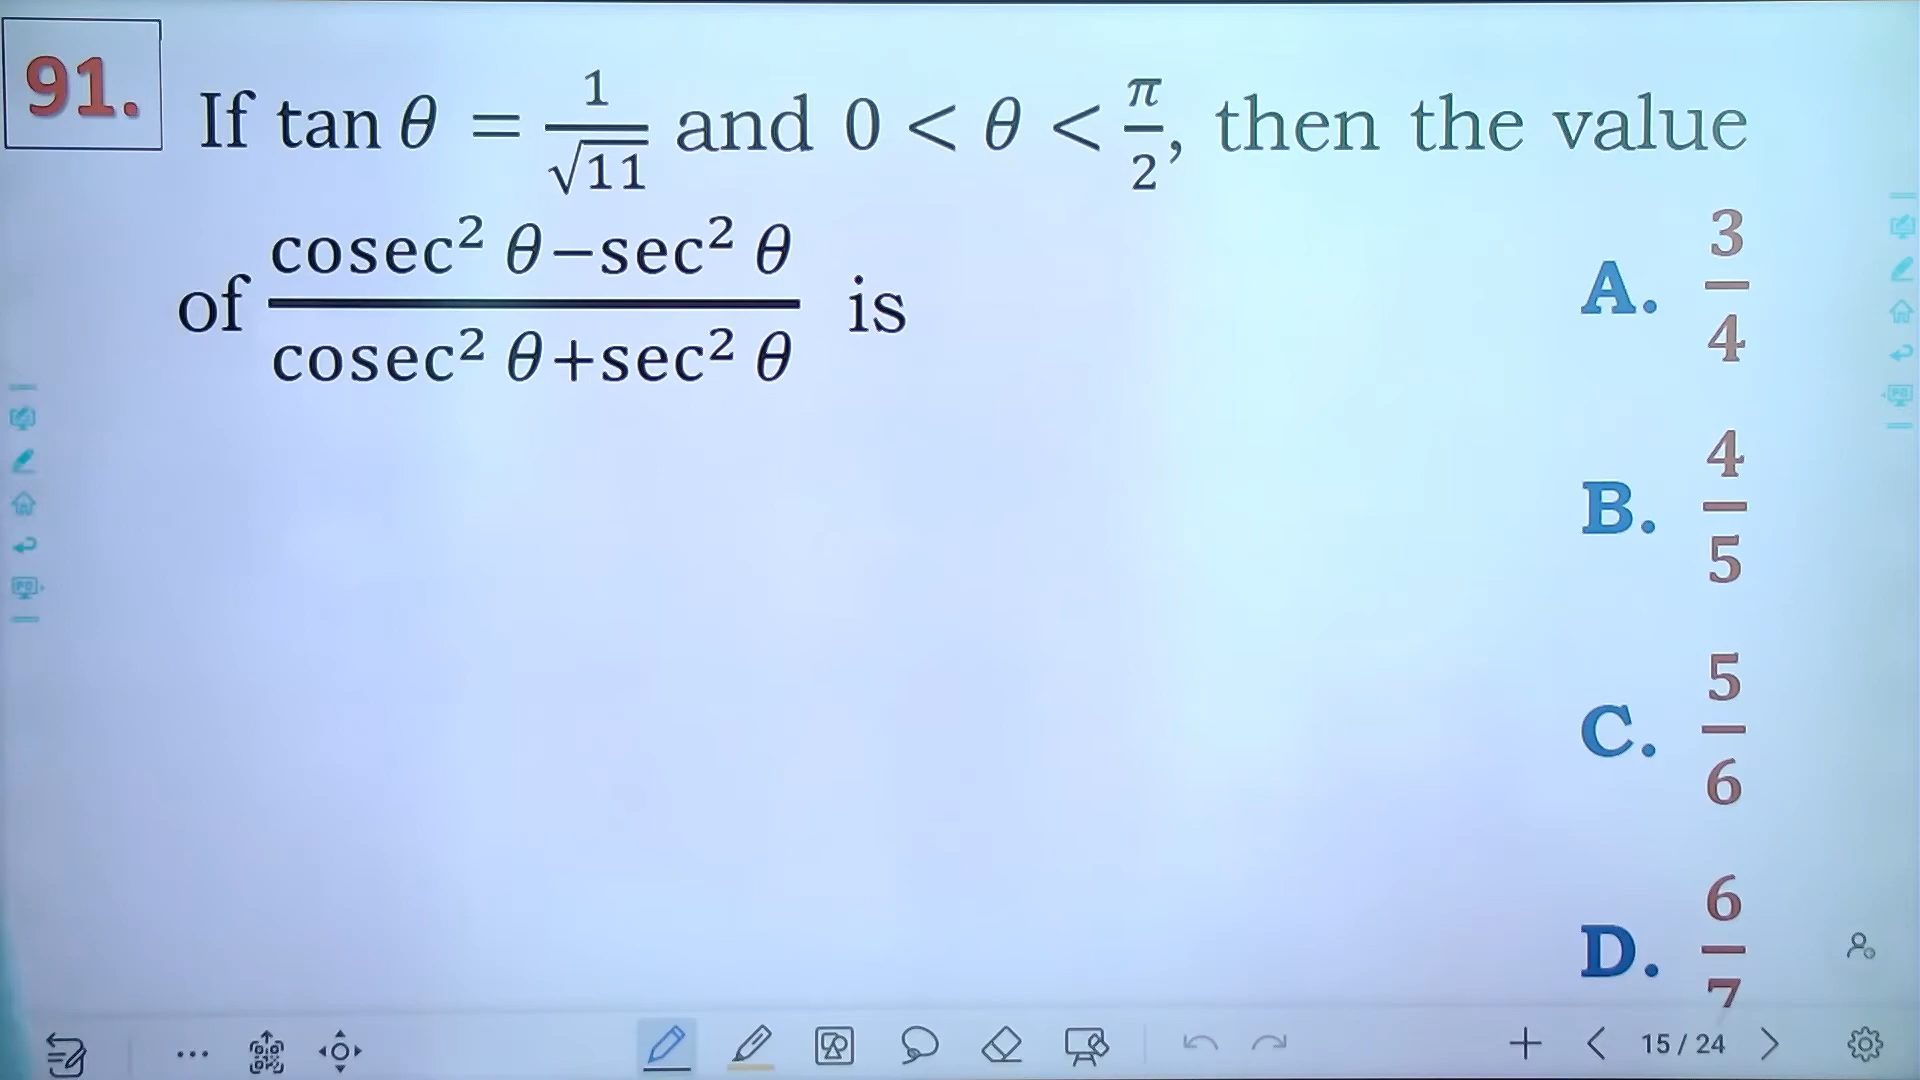 91.
If tan θ = 1/√11 and 0 < θ < π/2, then the value
of (cosec² θ−sec² θ)/(cosec² θ+sec² θ) is
A. 3/4
B. 4/5
C. 5/6
D. 6/7
15 / 24